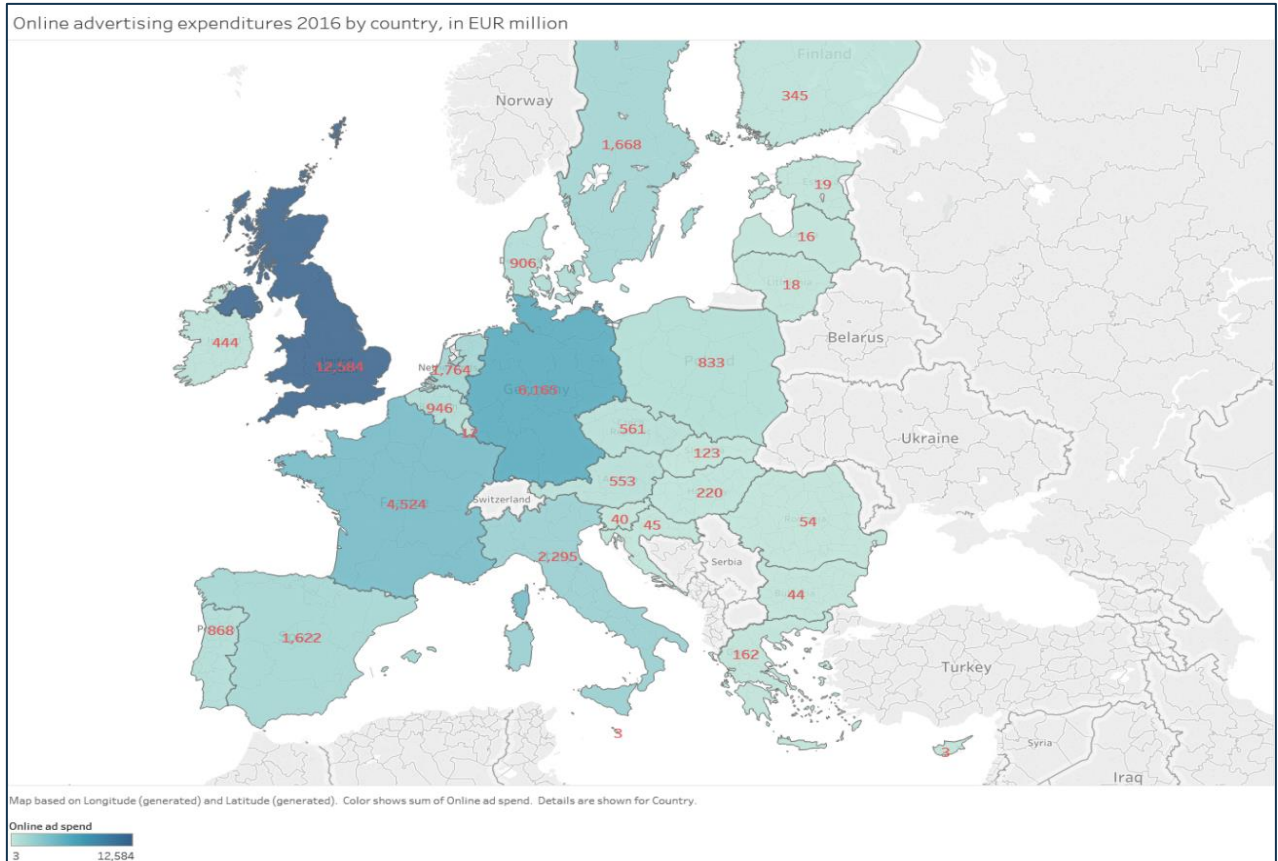 Online advertising expenditures 2016 by country, in EUR million
Finland
345
Norway
1,668
19
16
18
906
Belarus
444
12,584
1,764
833
6,165
946
12
561
Ukraine
123
553
220
4,524
Switzerland
40
45
54
2,295
Serbia
44
868
1,622
162
Turkey
3
3
Syria
Iraq
Map based on Longitude (generated) and Latitude (generated). Color shows sum of Online ad spend. Details are shown for Country.
Online ad spend
3 12,584